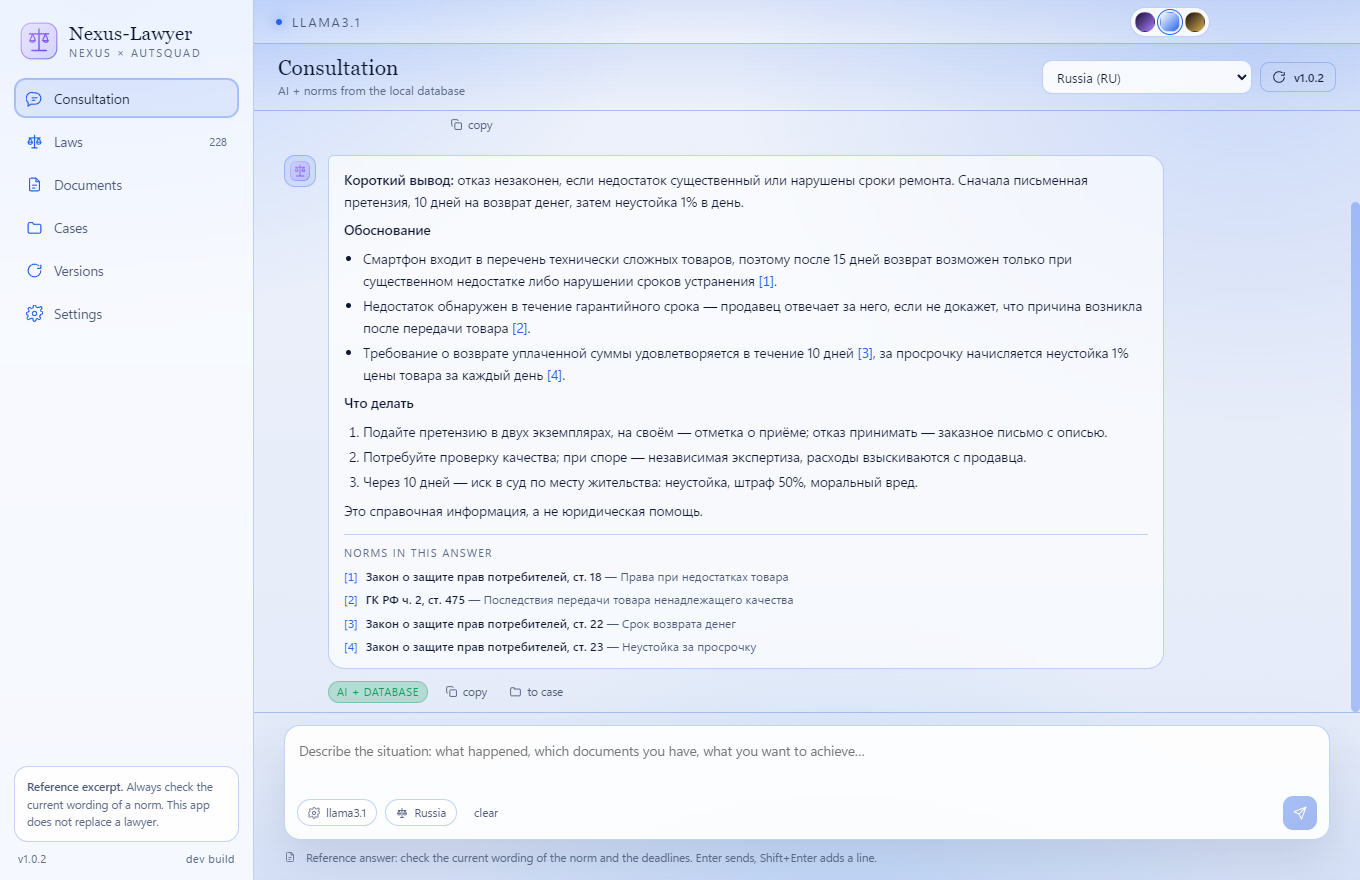 Nexus-Lawyer
NEXUS × AUTSQUAD
Consultation
Laws 228
Documents
Cases
Versions
Settings
Reference excerpt. Always check the
current wording of a norm. This app
does not replace a lawyer.
v1.0.2 dev build
LLAMA3.1
Consultation
AI + norms from the local database
Russia (RU)
v1.0.2
copy
Короткий вывод: отказ незаконен, если недостаток существенный или нарушены сроки ремонта. Сначала письменная
претензия, 10 дней на возврат денег, затем неустойка 1% в день.
Обоснование
• Смартфон входит в перечень технически сложных товаров, поэтому после 15 дней возврат возможен только при
существенном недостатке либо нарушении сроков устранения [1].
• Недостаток обнаружен в течение гарантийного срока — продавец отвечает за него, если не докажет, что причина возникла
после передачи товара [2].
• Требование о возврате уплаченной суммы удовлетворяется в течение 10 дней [3], за просрочку начисляется неустойка 1%
цены товара за каждый день [4].
Что делать
1. Подайте претензию в двух экземплярах, на своём — отметка о приёме; отказ принимать — заказное письмо с описью.
2. Потребуйте проверку качества; при споре — независимая экспертиза, расходы взыскиваются с продавца.
3. Через 10 дней — иск в суд по месту жительства: неустойка, штраф 50%, моральный вред.
Это справочная информация, а не юридическая помощь.
NORMS IN THIS ANSWER
[1] Закон о защите прав потребителей, ст. 18 — Права при недостатках товара
[2] ГК РФ ч. 2, ст. 475 — Последствия передачи товара ненадлежащего качества
[3] Закон о защите прав потребителей, ст. 22 — Срок возврата денег
[4] Закон о защите прав потребителей, ст. 23 — Неустойка за просрочку
AI + DATABASE copy to case
Describe the situation: what happened, which documents you have, what you want to achieve…
llama3.1 Russia clear
Reference answer: check the current wording of the norm and the deadlines. Enter sends, Shift+Enter adds a line.